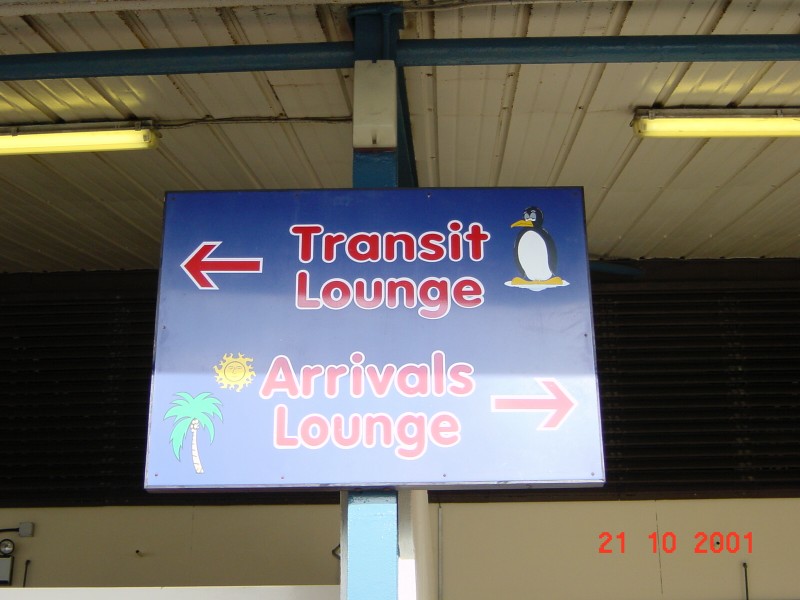 Transit
Lounge
Arrivals
Lounge
21 10 2001